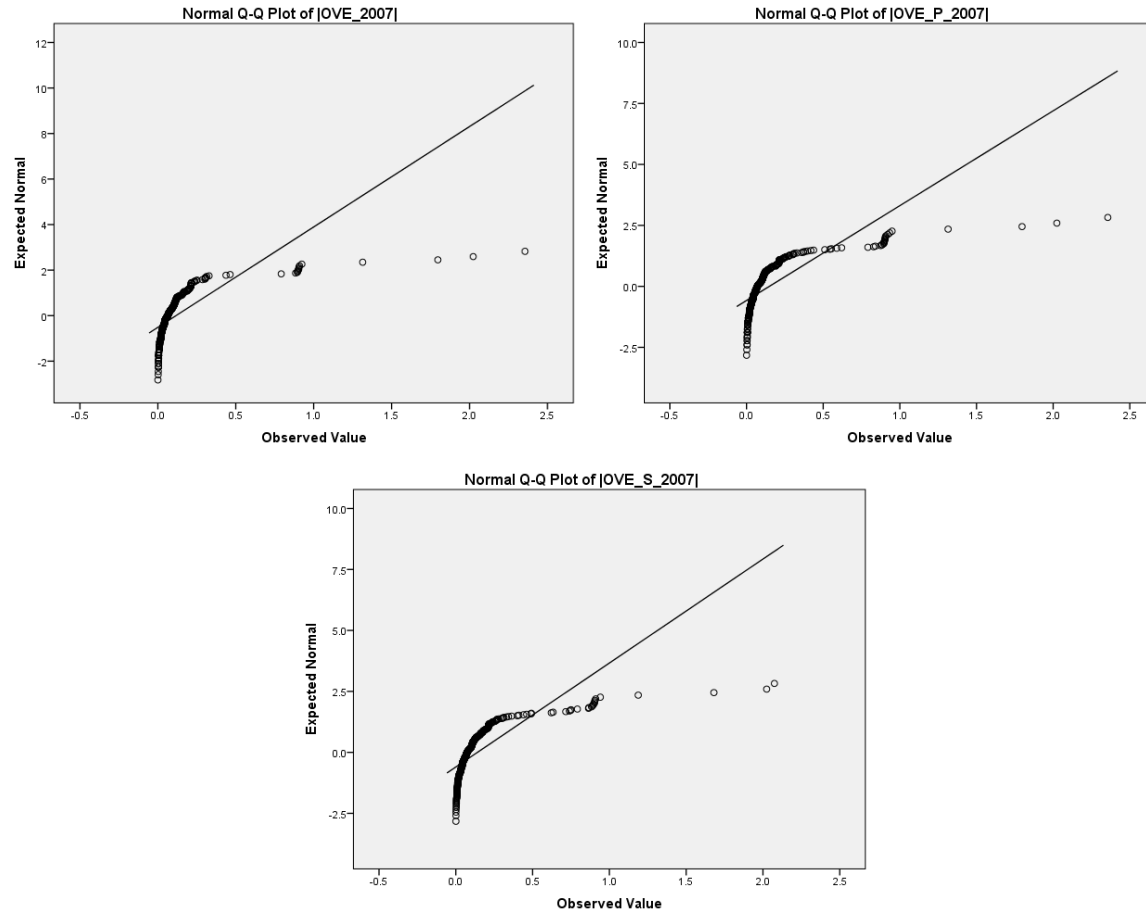 Normal Q-Q Plot of |OVE_2007|
12
10
8
6
4
2
0
-2
Expected Normal
-0.5 0.0 0.5 1.0 1.5 2.0 2.5
Observed Value
Normal Q-Q Plot of |OVE_P_2007|
10.0
7.5
5.0
2.5
0.0
-2.5
Expected Normal
-0.5 0.0 0.5 1.0 1.5 2.0 2.5
Observed Value
Normal Q-Q Plot of |OVE_S_2007|
10.0
7.5
5.0
2.5
0.0
-2.5
Expected Normal
-0.5 0.0 0.5 1.0 1.5 2.0 2.5
Observed Value